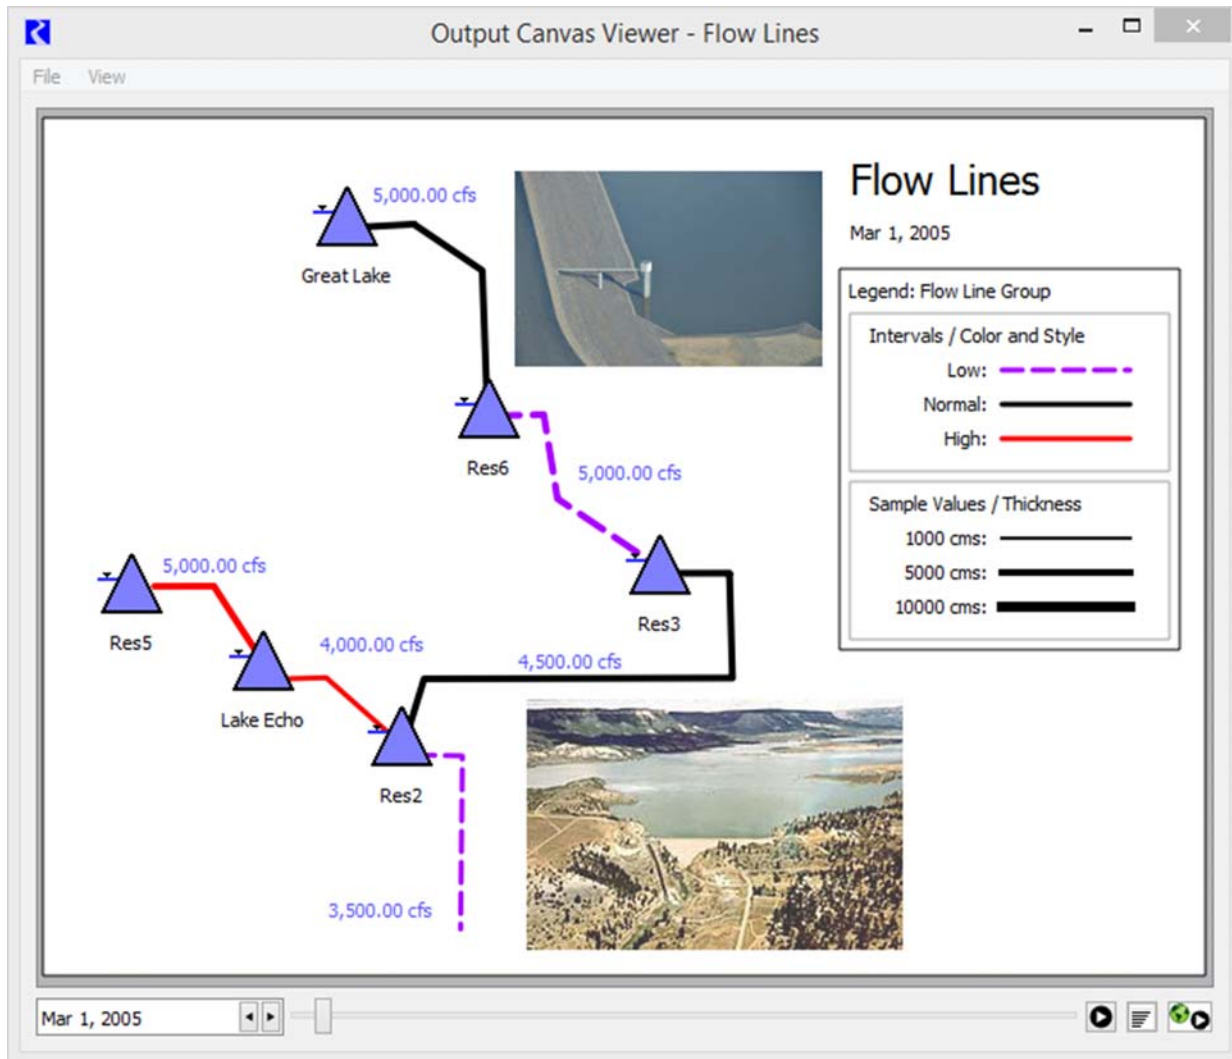 Output Canvas Viewer - Flow Lines
File View
Flow Lines
Mar 1, 2005
5,000.00 cfs
Great Lake
Legend: Flow Line Group
Intervals / Color and Style
Low:
Normal:
High:
Res6
5,000.00 cfs
Sample Values / Thickness
1000 cms:
5000 cms:
10000 cms:
5,000.00 cfs
Res5
Res3
4,000.00 cfs
4,500.00 cfs
Lake Echo
Res2
3,500.00 cfs
Mar 1, 2005